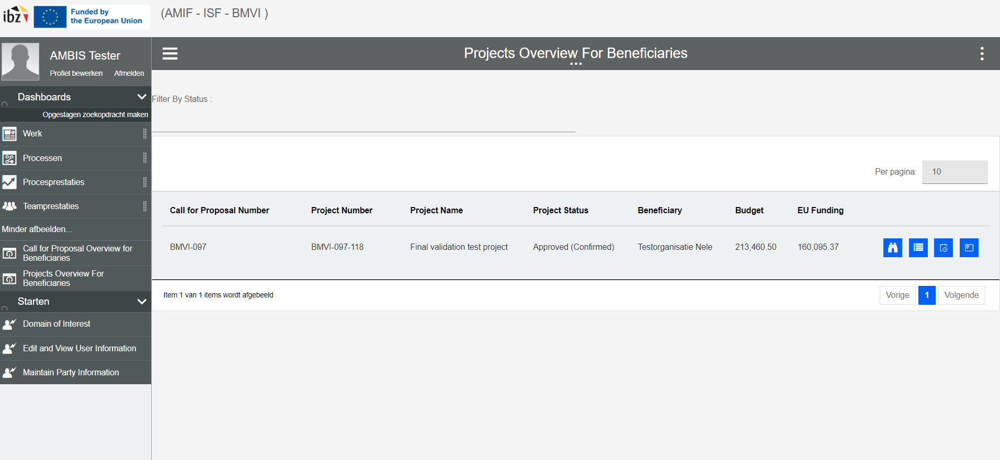 ibz
Funded by
the European Union
(AMIF - ISF - BMVI )
AMBIS Tester
Profiel bewerken Afmelden
Projects Overview For Beneficiaries
Dashboards
Opgeslagen zoekopdracht maken
Werk
Processen
Procesprestaties
Teamprestaties
Minder afbeelden...
Call for Proposal Overview for
Beneficiaries
Projects Overview For
Beneficiaries
Starten
Domain of Interest
Edit and View User Information
Maintain Party Information
Filter By Status :
Per pagina: 10
Call for Proposal Number Project Number Project Name Project Status Beneficiary Budget EU Funding
BMVI-097 BMVI-097-118 Final validation test project Approved (Confirmed) Testorganisatie Nele 213,460.50 160,095.37
Item 1 van 1 items wordt afgebeeld
Vorige 1 Volgende